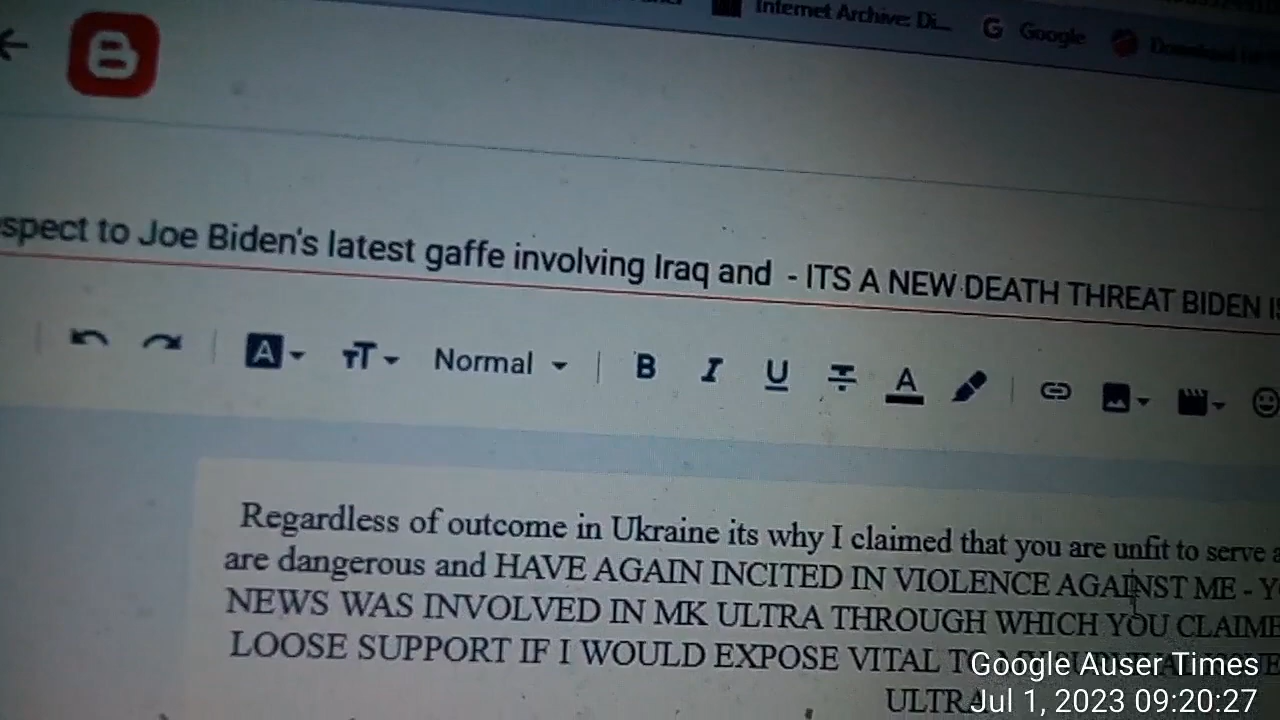 Internet Archive: Di...
Google
espect to Joe Biden's latest gaffe involving Iraq and - ITS A NEW DEATH THREAT BIDEN
Normal
B I U T A
Regardless of outcome in Ukraine its why I claimed that you are unfit to serve
are dangerous and HAVE AGAIN INCITED IN VIOLENCE AGAINST ME - Y
NEWS WAS INVOLVED IN MK ULTRA THROUGH WHICH YOU CLAIME
LOOSE SUPPORT IF I WOULD EXPOSE VITAL
ULTRA
Google Auser Times
Jul 1, 2023 09:20:27